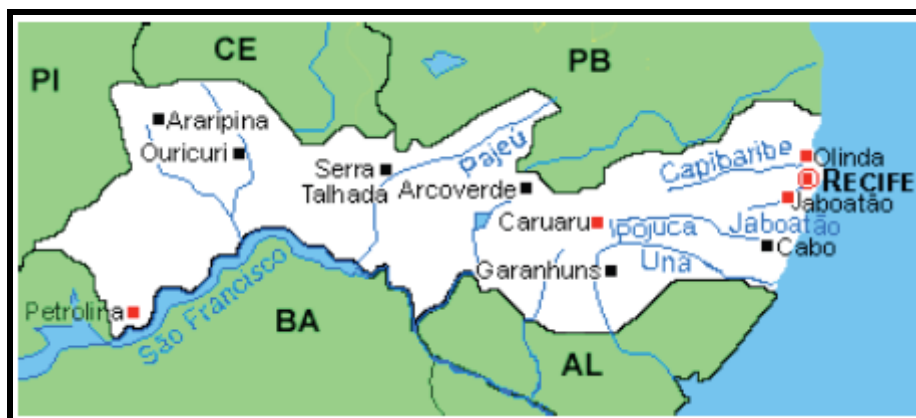 CE
PB
PI
Araripina
Ouricuri
Pajeú
Capibaribe
Olinda
RECIFE
Serra
Talhada
Arcoverde
Jaboatão
Caruaru
Ipojuca
Jaboatão
Cabo
Una
Garanhuns
São Francisco
Petrolina
BA
AL